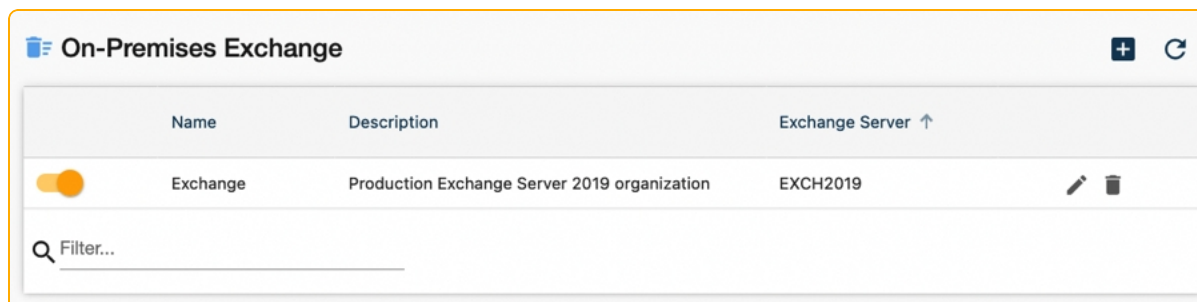 On-Premises Exchange
Name Description Exchange Server
Exchange Production Exchange Server 2019 organization EXCH2019
Filter...